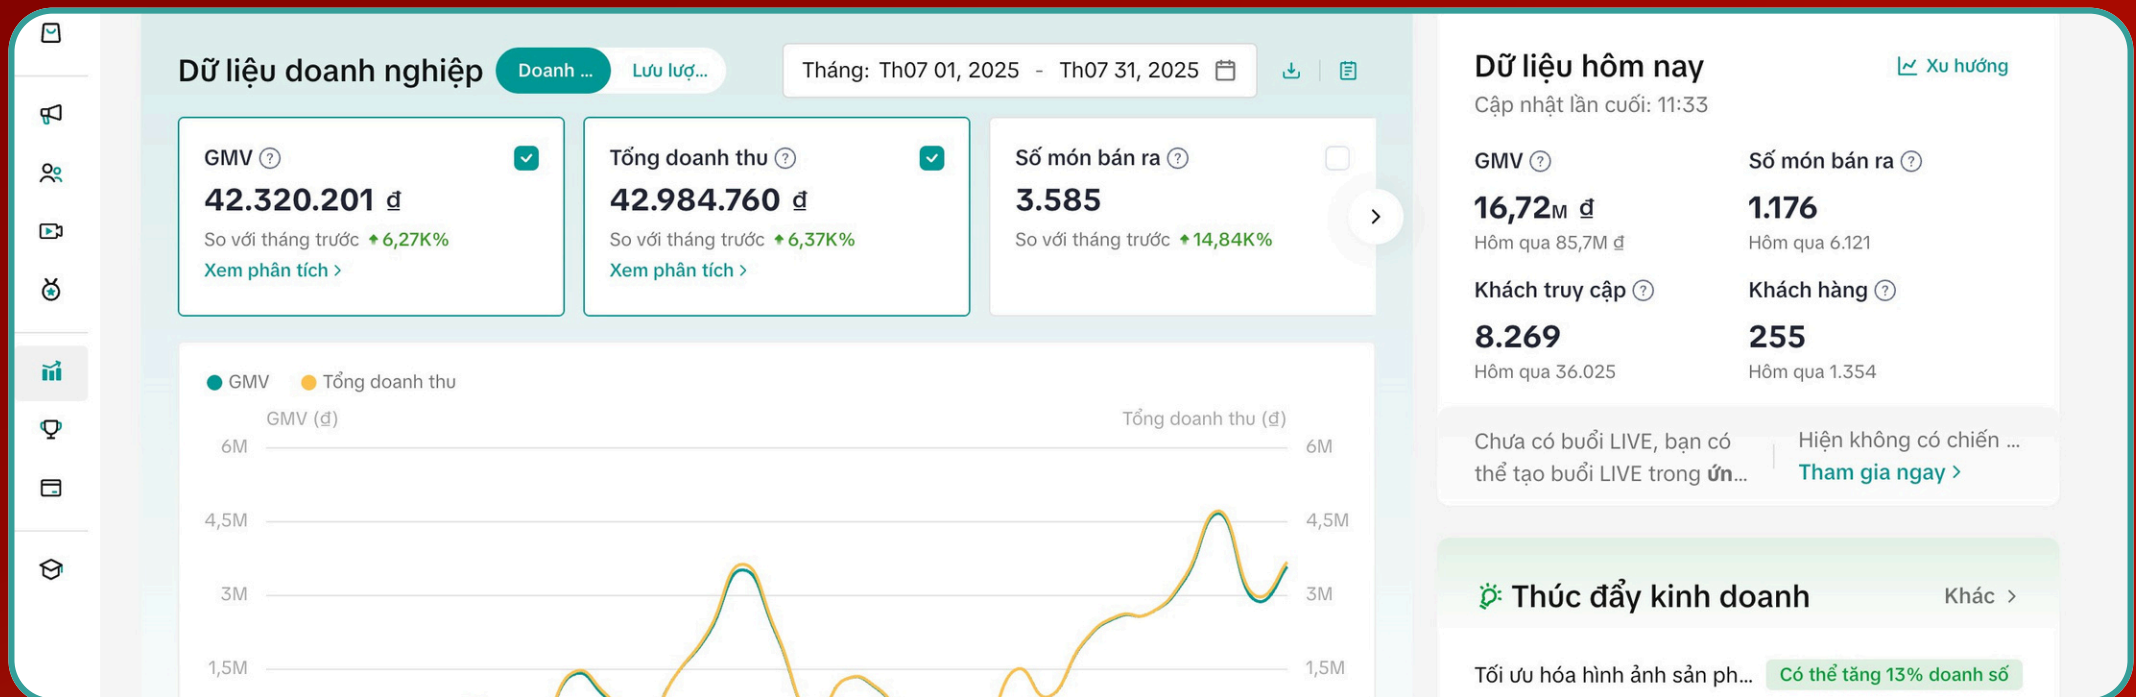 Dữ liệu doanh nghiệp
Doanh ...
Lưu lượ...
Tháng: Th07 01, 2025 - Th07 31, 2025
GMV
42.320.201 đ
So với tháng trước 6,27K%
Xem phân tích
Tổng doanh thu
42.984.760 đ
So với tháng trước 6,37K%
Xem phân tích
Số món bán ra
3.585
So với tháng trước 14,84K%
GMV
Tổng doanh thu
GMV (đ)
Tổng doanh thu (đ)
6M
6M
4,5M
4,5M
3M
3M
1,5M
1,5M
Dữ liệu hôm nay
Xu hướng
Cập nhật lần cuối: 11:33
GMV
16,72M đ
Hôm qua 85,7M đ
Số món bán ra
1.176
Hôm qua 6.121
Khách truy cập
8.269
Hôm qua 36.025
Khách hàng
255
Hôm qua 1.354
Chưa có buổi LIVE, bạn có
thể tạo buổi LIVE trong ứn...
Hiện không có chiến ...
Tham gia ngay
Thúc đẩy kinh doanh
Khác
Tối ưu hóa hình ảnh sản ph...
Có thể tăng 13% doanh số